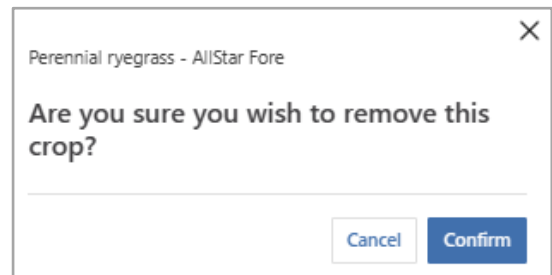 Perennial ryegrass - AllStar Fore
Are you sure you wish to remove this
crop?
Cancel Confirm